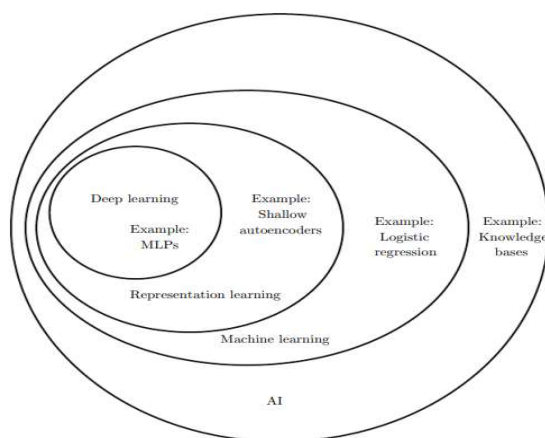 Deep learning
Example:
MLPs
Example:
Shallow
autoencoders
Example:
Logistic
regression
Example:
Knowledge
bases
Representation learning
Machine learning
AI